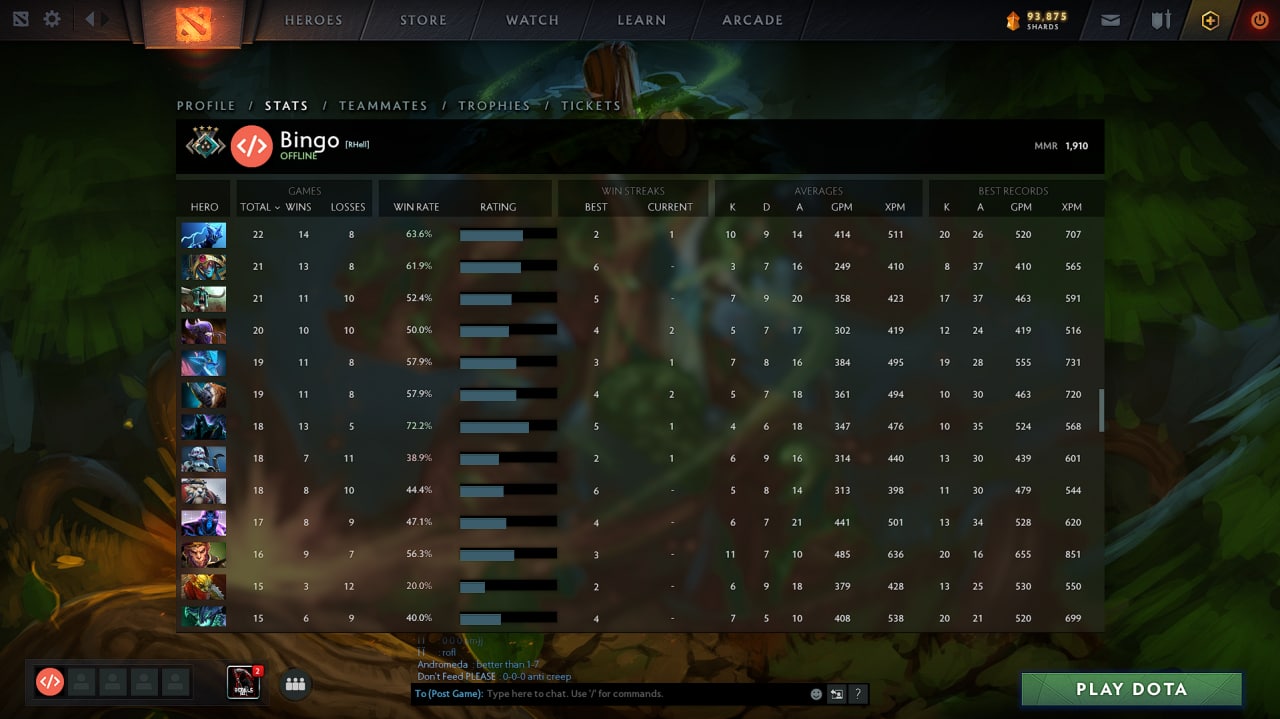 HEROES STORE WATCH LEARN ARCADE 93,875
SHARDS
PROFILE / STATS / TEAMMATES / TROPHIES / TICKETS
Bingo [RHell]
OFFLINE
MMR 1,910
GAMES WIN STREAKS AVERAGES BEST RECORDS
HERO TOTAL WINS LOSSES WIN RATE RATING BEST CURRENT K D A GPM XPM K A GPM XPM
22 14 8 63.6% 2 1 10 9 14 414 511 20 26 520 707
21 13 8 61.9% 6 - 3 7 16 249 410 8 37 410 565
21 11 10 52.4% 5 - 7 9 20 358 423 17 37 463 591
20 10 10 50.0% 4 2 5 7 17 302 419 12 24 419 516
19 11 8 57.9% 3 1 7 8 16 384 495 19 28 555 731
19 11 8 57.9% 4 2 5 7 18 361 494 10 30 463 720
18 13 5 72.2% 5 1 4 6 18 347 476 10 35 524 568
18 7 11 38.9% 2 1 6 9 16 314 440 13 30 439 601
18 8 10 44.4% 6 - 5 8 14 313 398 11 30 479 544
17 8 9 47.1% 4 - 6 7 21 441 501 13 34 528 620
16 9 7 56.3% 3 - 11 7 10 485 636 20 16 655 851
15 3 12 20.0% 2 - 6 9 18 379 428 13 25 530 550
15 6 9 40.0% 4 - 7 5 10 408 538 20 21 520 699
: rofl
Andromeda : better than 1-7
Don't Feed PLEASE : 0-0-0 anti creep
To (Post Game): Type here to chat. Use '/' for commands. ?
2
PLAY DOTA